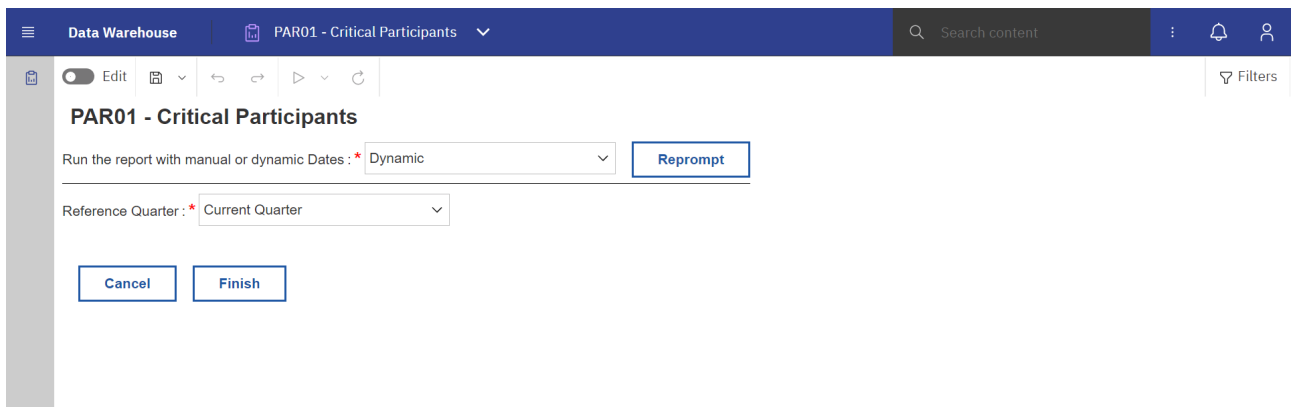 Data Warehouse PAR01 - Critical Participants Search content
Edit Filters
PAR01 - Critical Participants
Run the report with manual or dynamic Dates : * Dynamic Reprompt
Reference Quarter : * Current Quarter
Cancel Finish